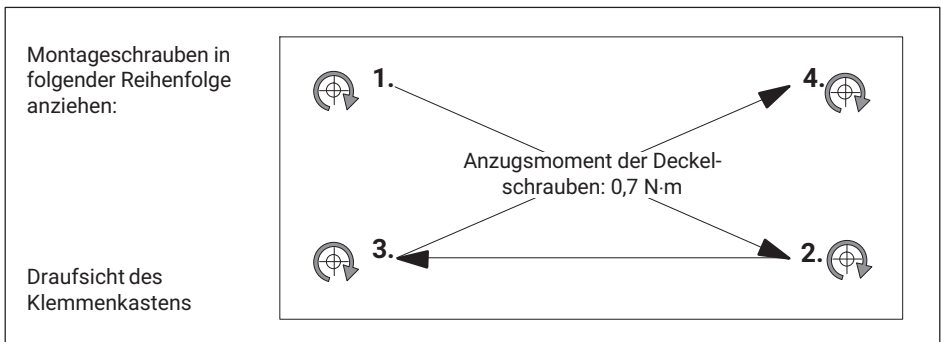 Montageschrauben in
folgender Reihenfolge
anziehen:
1.
4.
Anzugsmoment der Deckel-
schrauben: 0,7 N·m
3.
2.
Draufsicht des
Klemmenkastens